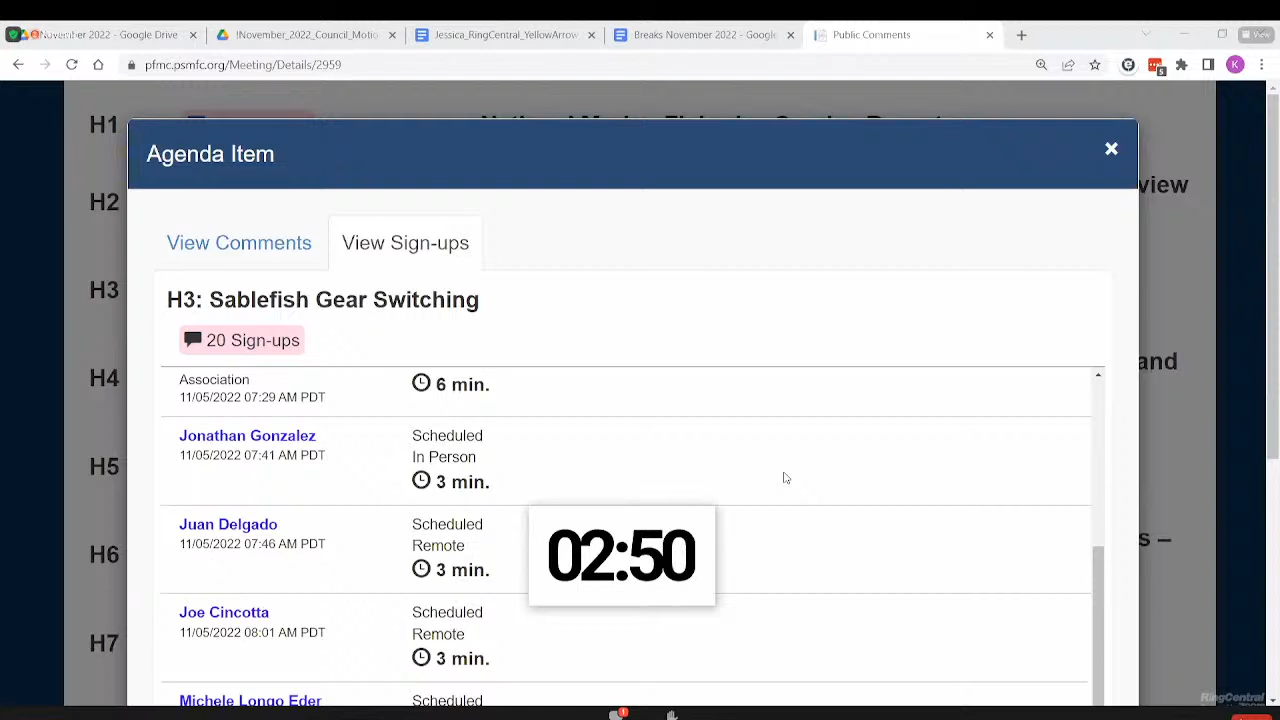 November 2022 - Google Drive
!November_2022_Council_Motio
Jessica_RingCentral_YellowArrow
Breaks November 2022 - Google
Public Comments
View
pfmc.psmfc.org/Meeting/Details/2959
5
K
H1
Agenda Item
view
H2
View Comments
View Sign-ups
H3
H3: Sablefish Gear Switching
20 Sign-ups
H4
and
Association
11/05/2022 07:29 AM PDT
6 min.
Jonathan Gonzalez
11/05/2022 07:41 AM PDT
Scheduled
In Person
3 min.
H5
Juan Delgado
11/05/2022 07:46 AM PDT
Scheduled
Remote
3 min.
02:50
H6
s –
Joe Cincotta
11/05/2022 08:01 AM PDT
Scheduled
Remote
3 min.
H7
Michele Longo Eder
Scheduled
RingCentral
1